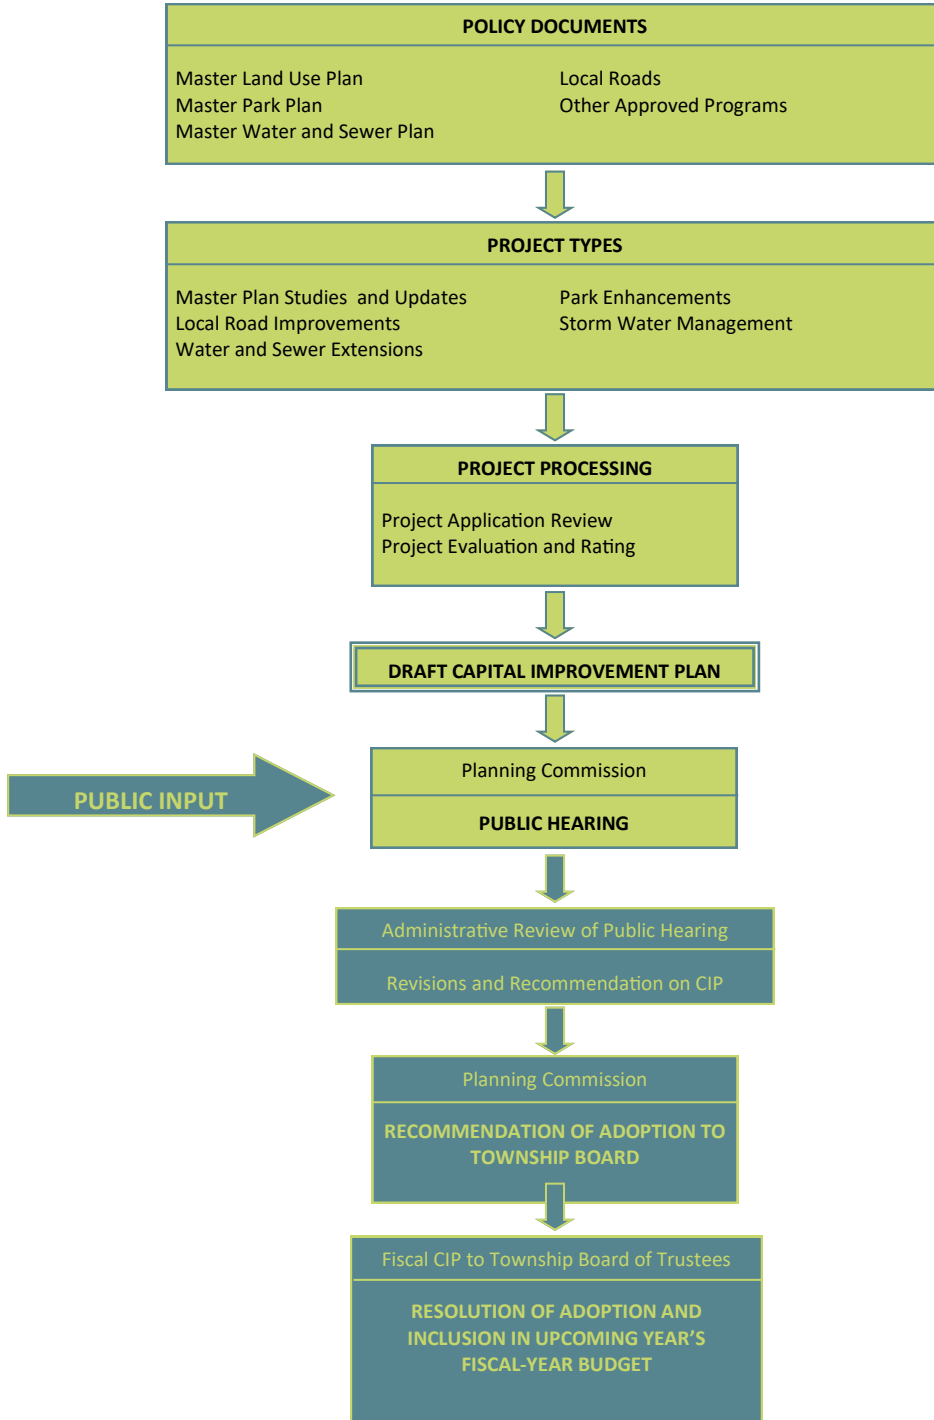 POLICY DOCUMENTS
Master Land Use Plan
Master Park Plan
Master Water and Sewer Plan
Local Roads
Other Approved Programs
PROJECT TYPES
Master Plan Studies and Updates
Local Road Improvements
Water and Sewer Extensions
Park Enhancements
Storm Water Management
PROJECT PROCESSING
Project Application Review
Project Evaluation and Rating
DRAFT CAPITAL IMPROVEMENT PLAN
PUBLIC INPUT
Planning Commission
PUBLIC HEARING
Administrative Review of Public Hearing
Revisions and Recommendation on CIP
Planning Commission
RECOMMENDATION OF ADOPTION TO
TOWNSHIP BOARD
Fiscal CIP to Township Board of Trustees
RESOLUTION OF ADOPTION AND
INCLUSION IN UPCOMING YEAR’S
FISCAL-YEAR BUDGET